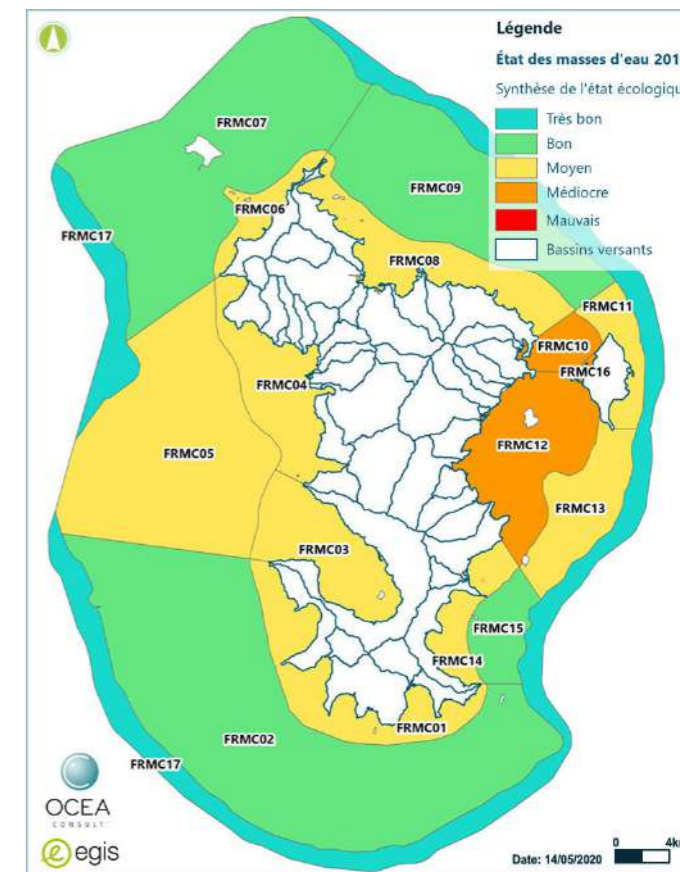 Légende
État des masses d'eau 201
Synthèse de l'état écologiqu
Très bon
Bon
Moyen
Médiocre
Mauvais
Bassins versants
FRMC07
FRMC09
FRMC06
FRMC17
FRMC08
FRMC11
FRMC10
FRMC16
FRMC04
FRMC12
FRMC05
FRMC13
FRMC03
FRMC15
FRMC14
FRMC01
FRMC02
FRMC17
OCEA
CONSULT'
egis
0 4k
Date: 14/05/2020